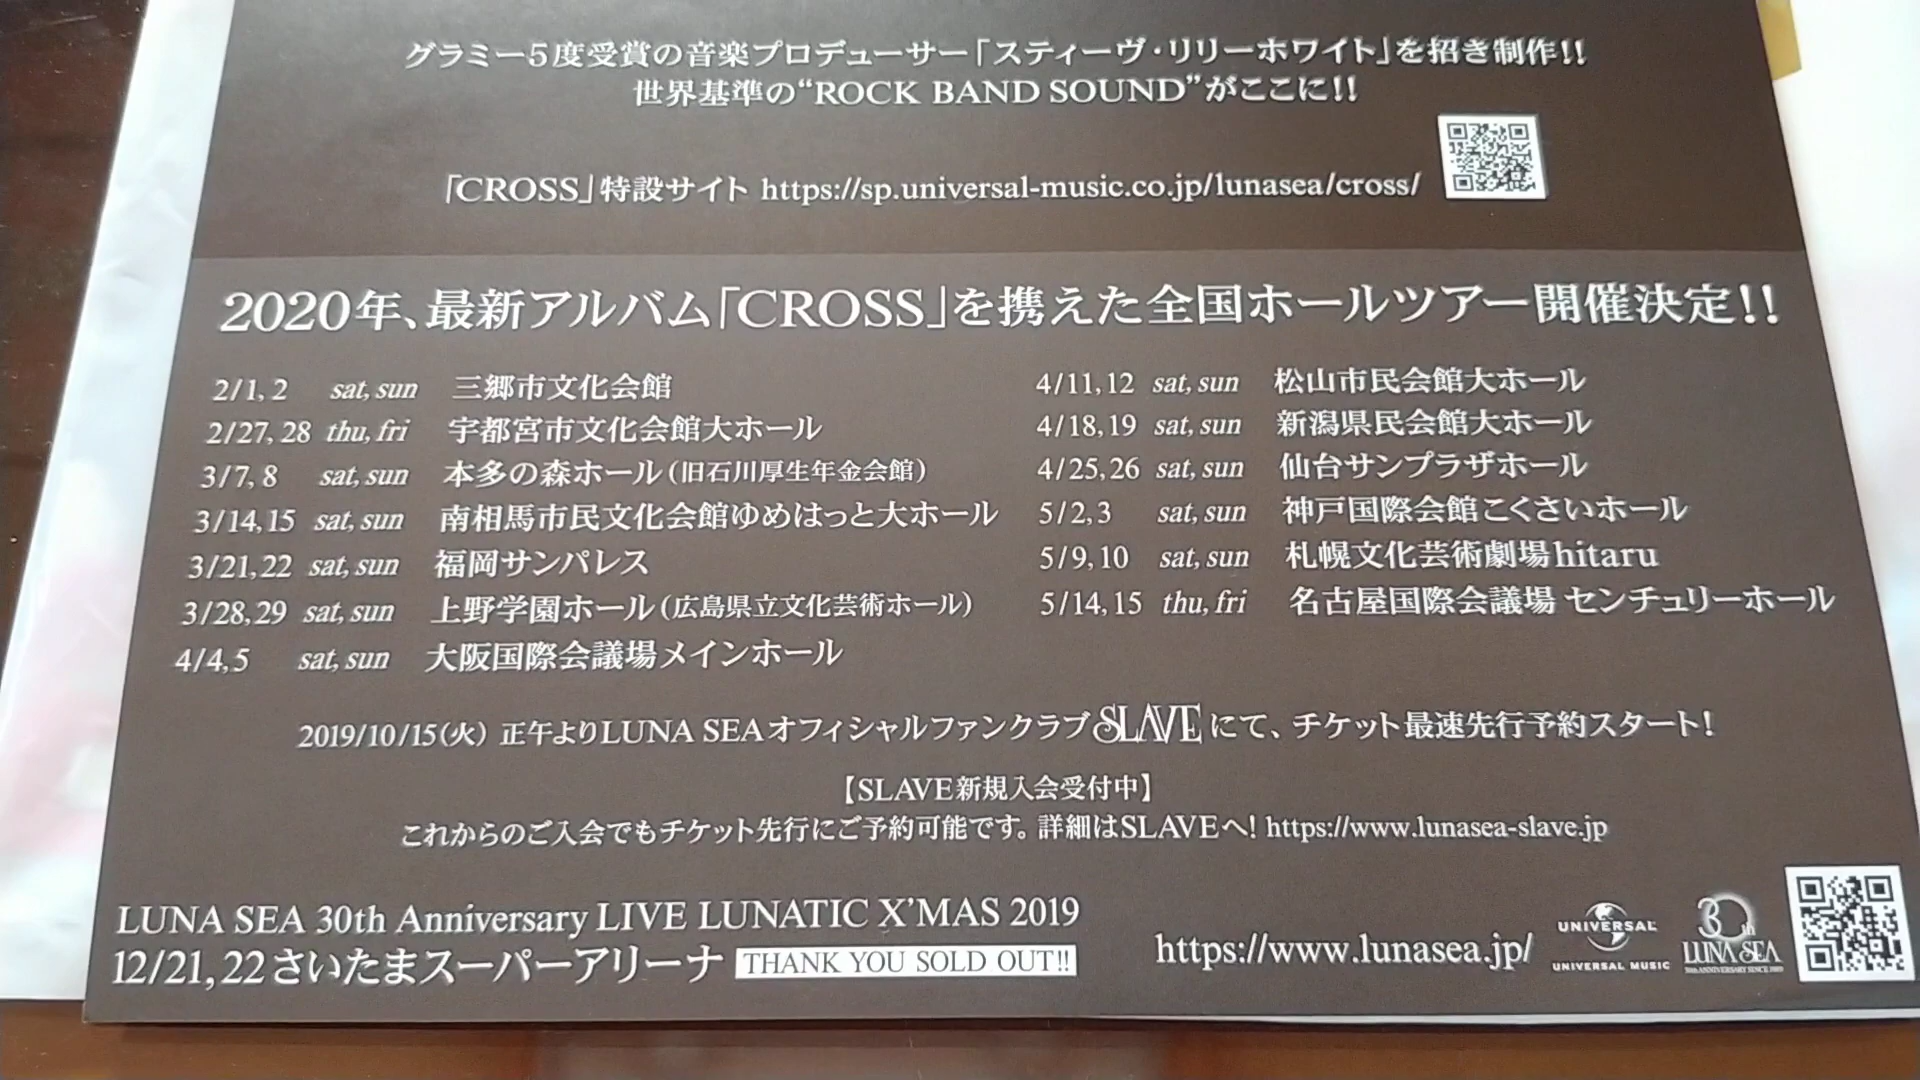 グラミー5度受賞の音楽プロデューサー「スティーヴ・リリーホワイト」を招き制作!!
世界基準の“ROCK BAND SOUND”がここに!!
「CROSS」特設サイト https://sp.universal-music.co.jp/lunasea/cross/
2020年、最新アルバム「CROSS」を携えた全国ホールツアー開催決定!!
2/1, 2 sat, sun 三郷市文化会館
2/27, 28 thu, fri 宇都宮市文化会館大ホール
3/7, 8 sat, sun 本多の森ホール(旧石川厚生年金会館)
3/14, 15 sat, sun 南相馬市民文化会館ゆめはっと大ホール
3/21, 22 sat, sun 福岡サンパレス
3/28, 29 sat, sun 上野学園ホール(広島県立文化芸術ホール)
4/4, 5 sat, sun 大阪国際会議場メインホール
4/11, 12 sat, sun 松山市民会館大ホール
4/18, 19 sat, sun 新潟県民会館大ホール
4/25, 26 sat, sun 仙台サンプラザホール
5/2, 3 sat, sun 神戸国際会館こくさいホール
5/9, 10 sat, sun 札幌文化芸術劇場hitaru
5/14, 15 thu, fri 名古屋国際会議場 センチュリーホール
2019/10/15(火) 正午よりLUNA SEAオフィシャルファンクラブSLAVEにて、チケット最速先行予約スタート!
【SLAVE新規入会受付中】
これからのご入会でもチケット先行にご予約可能です。詳細はSLAVEへ! https://www.lunasea-slave.jp
LUNA SEA 30th Anniversary LIVE LUNATIC X'MAS 2019
12/21, 22 さいたまスーパーアリーナ THANK YOU SOLD OUT!!
https://www.lunasea.jp/
UNIVERSAL
UNIVERSAL MUSIC
30th
LUNA SEA
30th ANNIVERSARY SINCE 1989